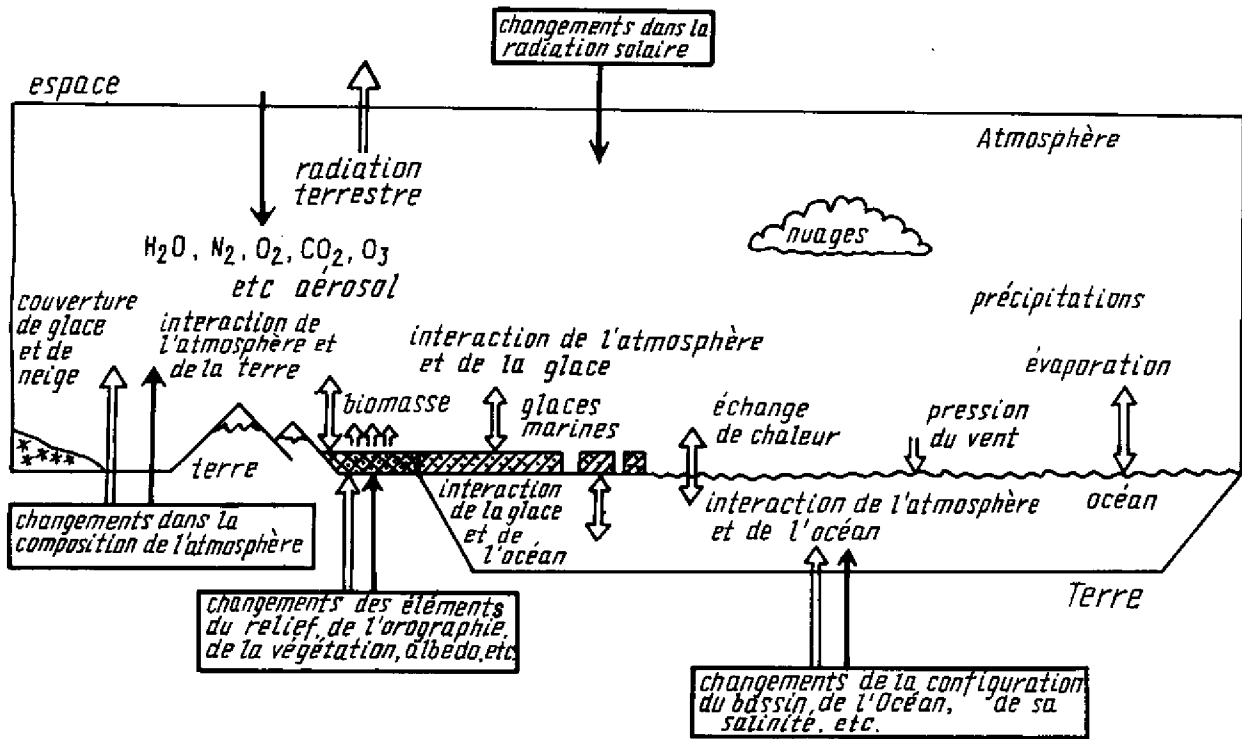 changements dans la
radiation solaire
espace
Atmosphère
radiation
terrestre
nuages
H₂O, N₂, O₂, CO₂, O₃
etc aérosol
couverture
de glace
et de
neige
interaction de
l'atmosphère et
de la terre
interaction de l'atmosphère
et de la glace
précipitations
évaporation
biomasse
glaces
marines
échange
de chaleur
pression
du vent
terre
interaction
de la glace
et de
l'océan
interaction de l'atmosphère
et de l'océan
océan
changements dans la
composition de l'atmosphère
Terre
changements des éléments
du relief, de l'orographie,
de la végétation, albedo, etc.
changements de la configuration
du bassin, de l'Océan, de sa
salinité, etc.